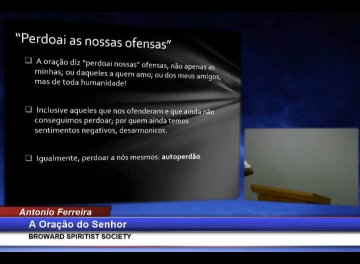 “Perdoai as nossas ofensas”
A oração diz “perdoai nossas” ofensas, não apenas as
minhas; ou daqueles a quem amo; ou dos meus amigos,
mas de toda humanidade!
Inclusive aqueles que nos ofenderam e que ainda não
conseguimos perdoar; por quem ainda temos
sentimentos negativos, desarmonicos.
Igualmente, perdoar a nós mesmos: autoperdão.
Antonio Ferreira
A Oração do Senhor
BROWARD SPIRITIST SOCIETY